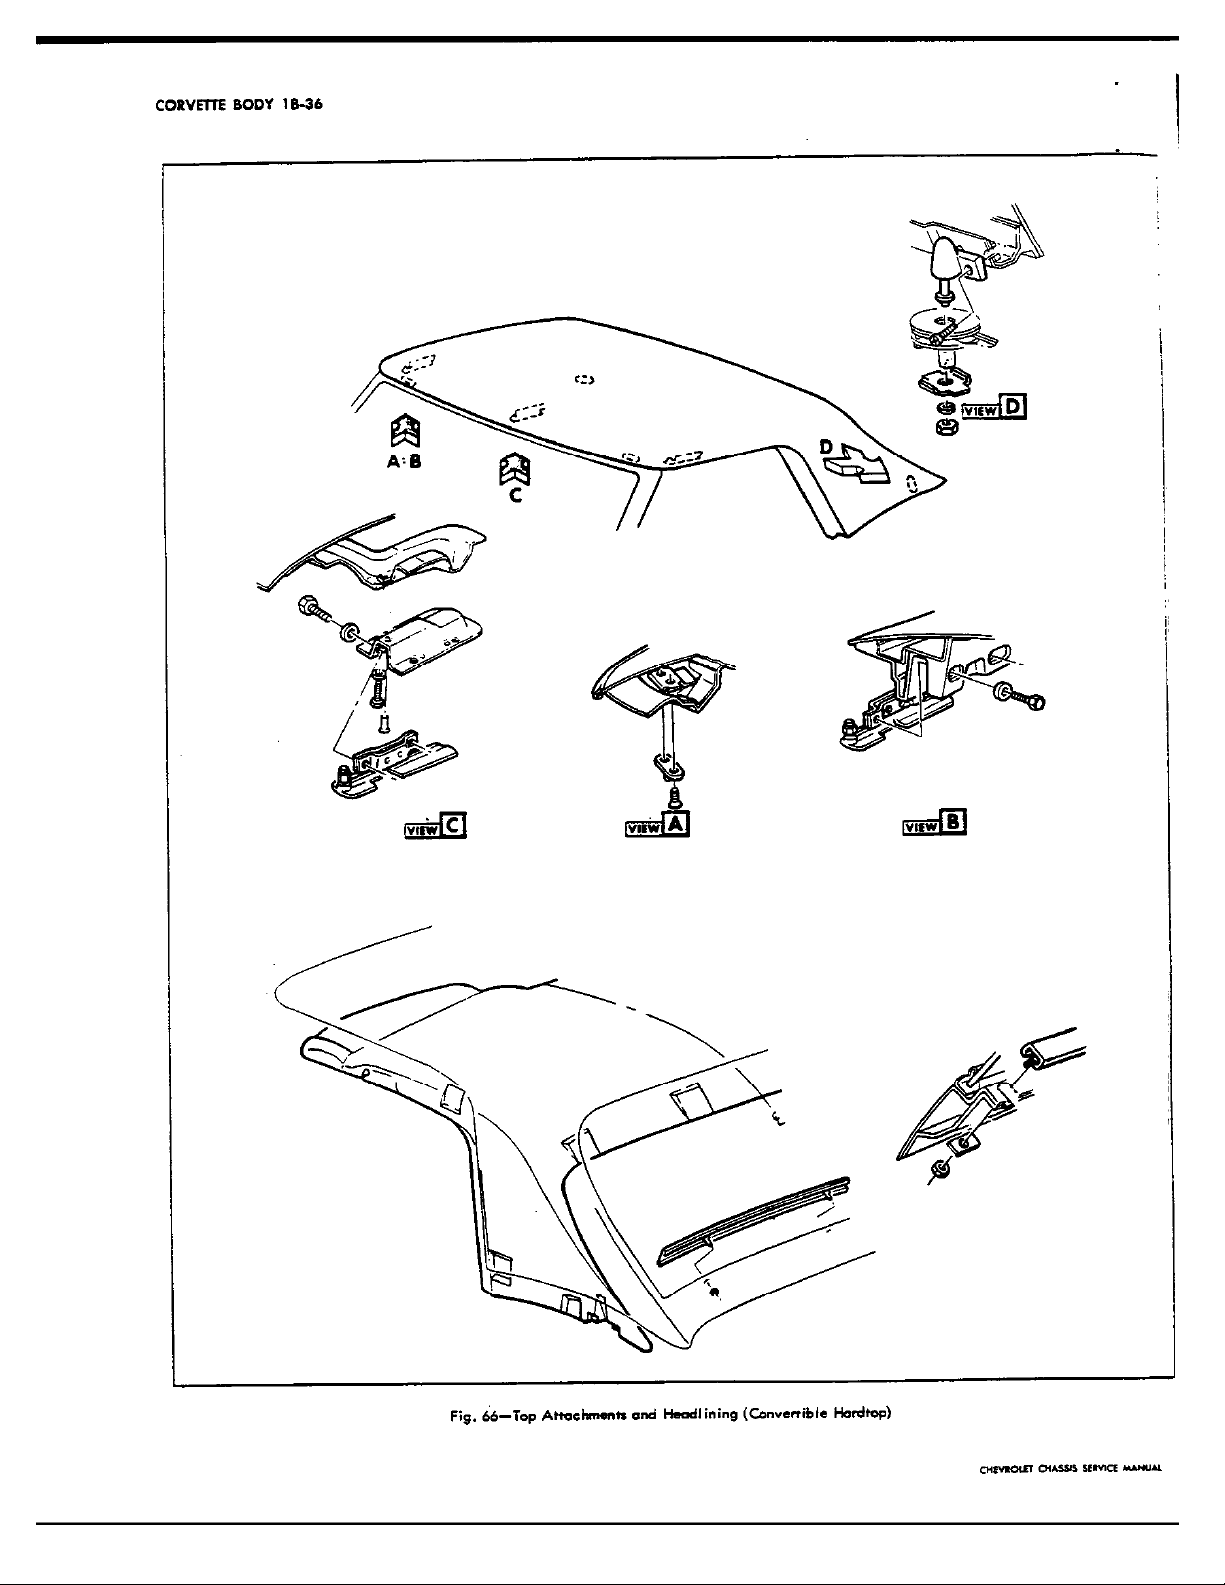 CORVETTE BODY 1B-36
VIEW D
D
A-B
C
VIEW C
VIEW A
VIEW B
Fig. 66—Top Attachments and Headlining (Convertible Hardtop)
CHEVROLET CHASSIS SERVICE MANUAL